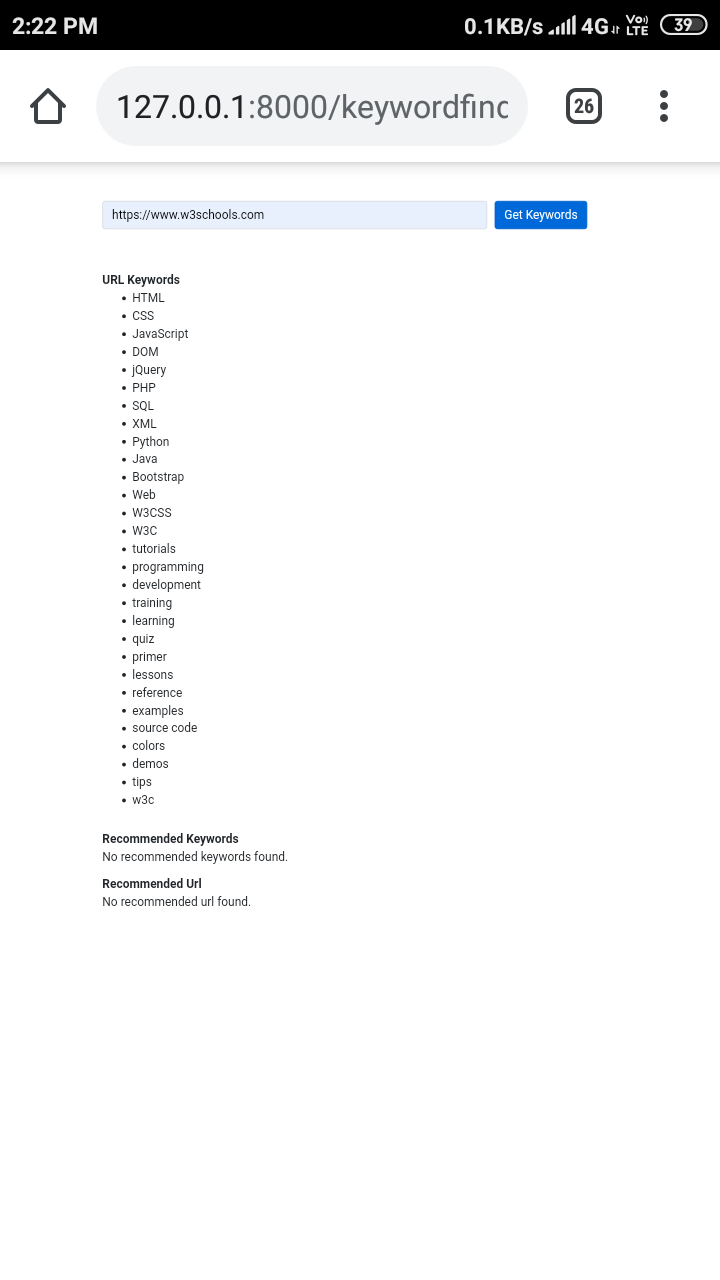 2:22 PM 0.1KB/s 4G Vo) LTE 39
127.0.0.1:8000/keywordfinc 26
https://www.w3schools.com Get Keywords
URL Keywords
• HTML
• CSS
• JavaScript
• DOM
• jQuery
• PHP
• SQL
• XML
• Python
• Java
• Bootstrap
• Web
• W3CSS
• W3C
• tutorials
• programming
• development
• training
• learning
• quiz
• primer
• lessons
• reference
• examples
• source code
• colors
• demos
• tips
• w3c
Recommended Keywords
No recommended keywords found.
Recommended Url
No recommended url found.